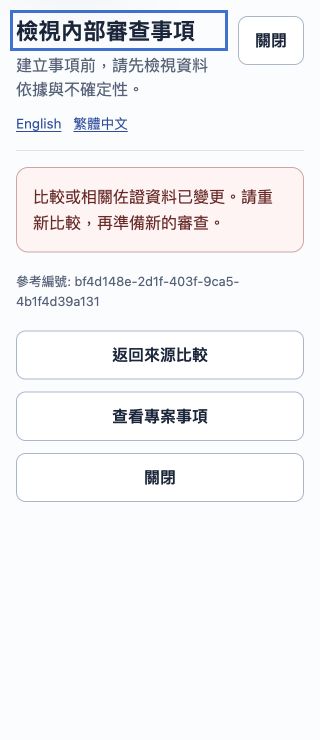 檢視內部審查事項
關閉
建立事項前，請先檢視資料
依據與不確定性。
English 繁體中文
比較或相關佐證資料已變更。請重
新比較，再準備新的審查。
參考編號: bf4d148e-2d1f-403f-9ca5-
4b1f4d39a131
返回來源比較
查看專案事項
關閉